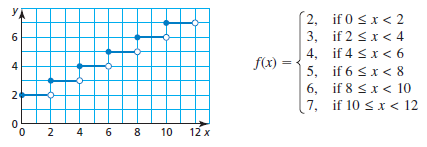 y
6
4
2
0
0 2 4 6 8 10 12 x
f(x) = { 2, if 0 ≤ x < 2
3, if 2 ≤ x < 4
4, if 4 ≤ x < 6
5, if 6 ≤ x < 8
6, if 8 ≤ x < 10
7, if 10 ≤ x < 12